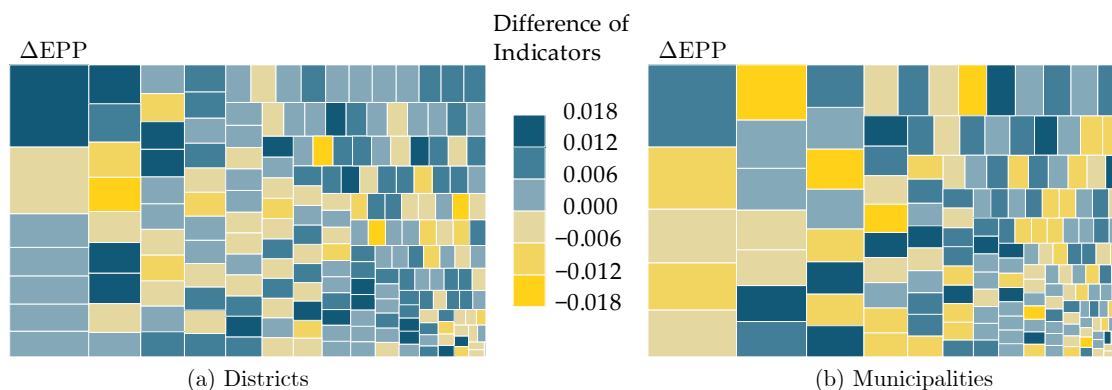 ΔEPP
Difference of
Indicators
ΔEPP
0.018
0.012
0.006
0.000
−0.006
−0.012
−0.018
(a) Districts
(b) Municipalities